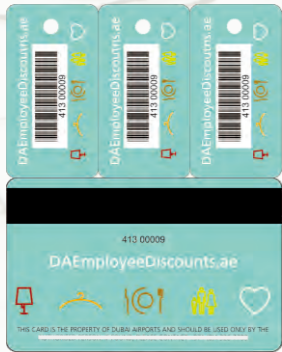 DAEmployeeDiscounts.ae
413 00009
DAEmployeeDiscounts.ae
413 00009
DAEmployeeDiscounts.ae
413 00009
413 00009
DAEmployeeDiscounts.ae
THIS CARD IS THE PROPERTY OF DUBAI AIRPORTS AND SHOULD BE USED ONLY BY THE